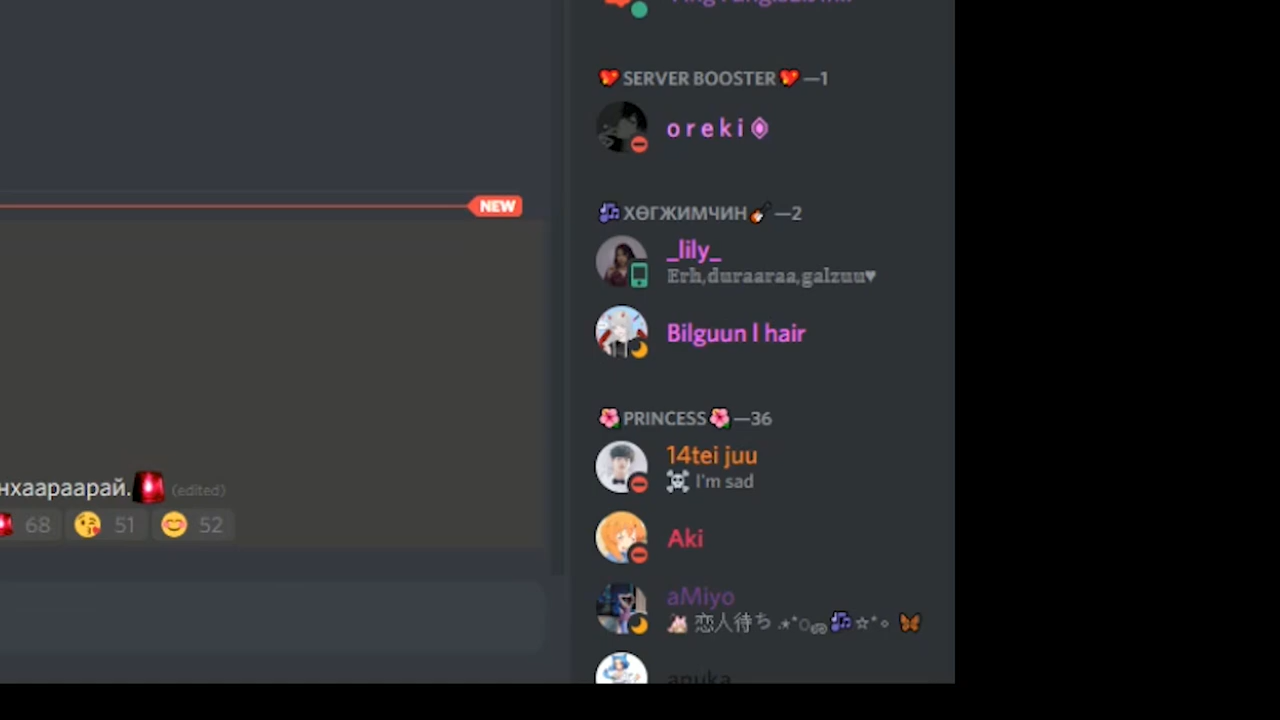 💖 SERVER BOOSTER 💖 —1
o r e k i
NEW
🎶 ХӨГЖИМЧИН 🎸 —2
_lily_
Erh,duraaraa,galzuu♥
Bilguun l hair
🌺 PRINCESS 🌺 —36
14tei juu
☠ I'm sad
нхаараарай.🚨 (edited)
68 😘 51 😊 52
Aki
aMiyo
恋人待ち
anuka